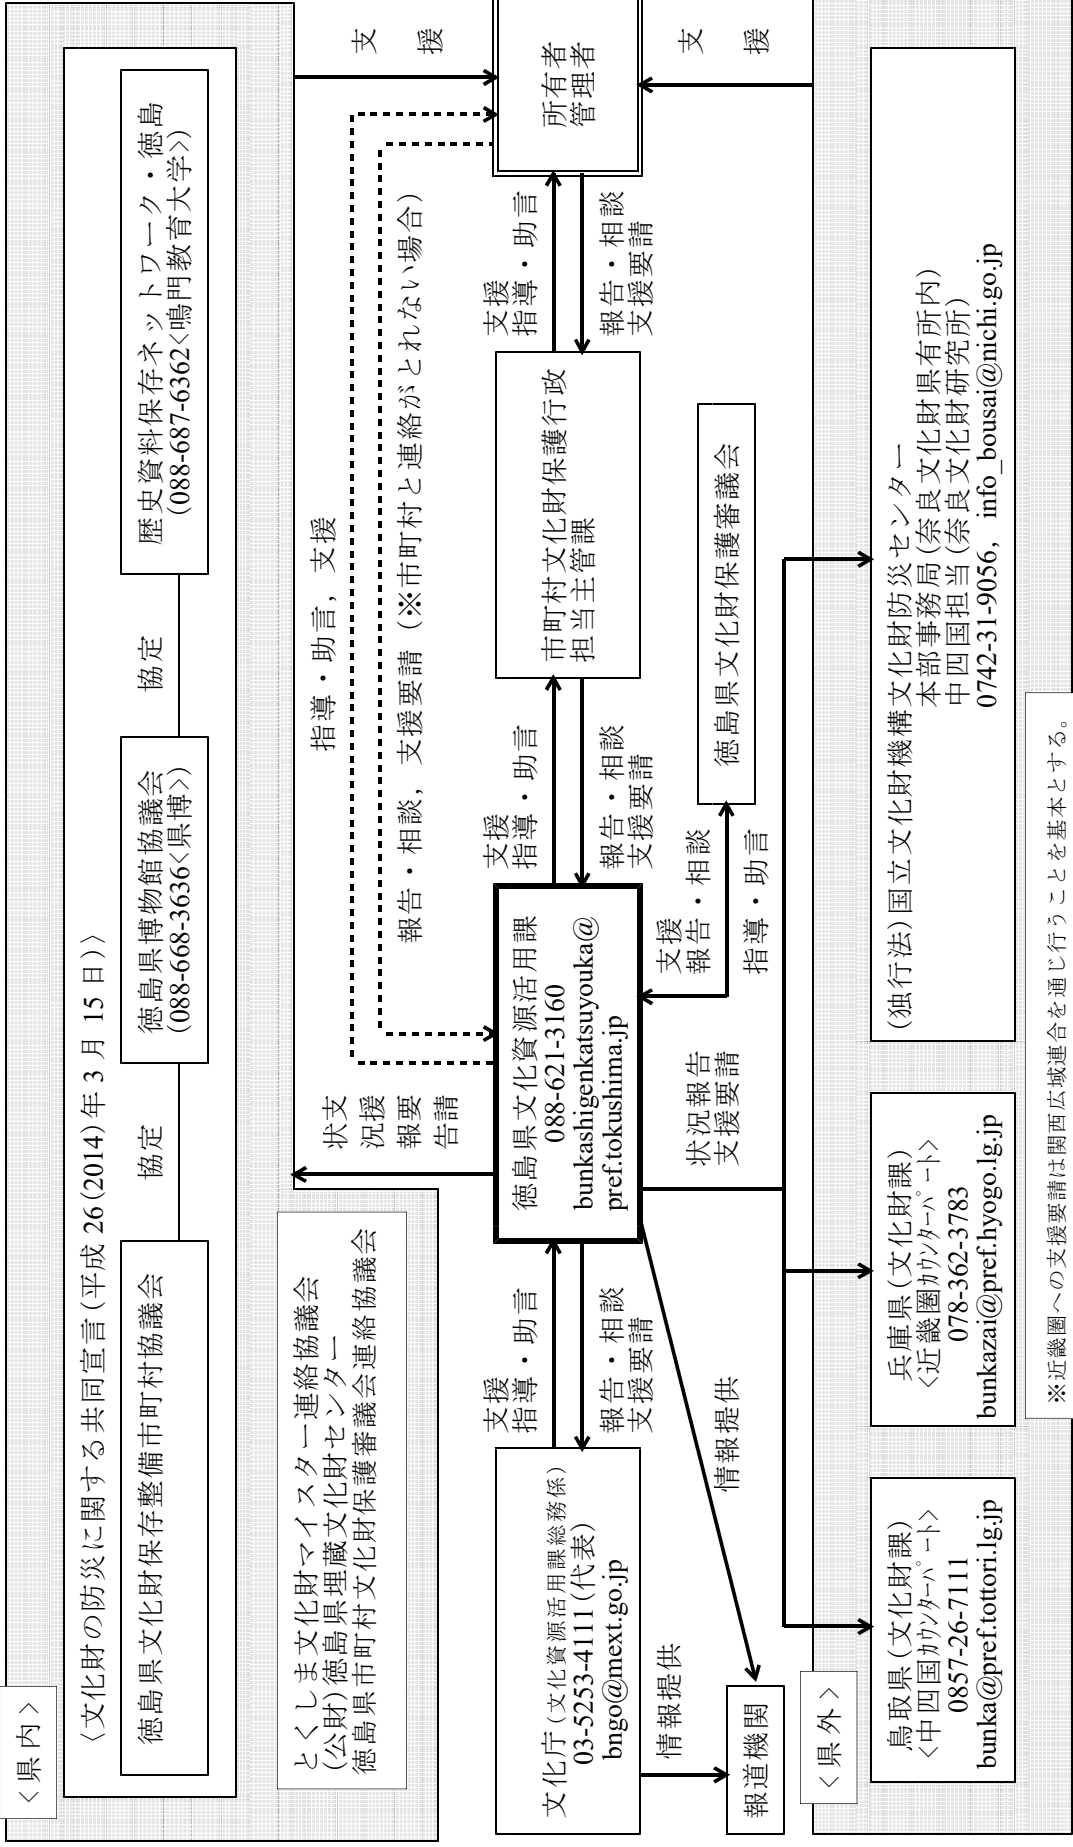 <県内>
〈文化財の防災に関する共同宣言(平成 26(2014)年 3 月 15 日)〉
徳島県文化財保存整備市町村協議会
協定
徳島県博物館協議会
(088-668-3636<県博>)
協定
歴史資料保存ネットワーク・徳島
(088-687-6362<鳴門教育大学>)
とくしま文化財マイスター連絡協議会
(公財)徳島県埋蔵文化財センター
徳島県市町村文化財保護審議会連絡協議会
状況報告
支援要請
指導・助言，支援
報告・相談，支援要請（※市町村と連絡がとれない場合）
支援
文化庁(文化資源活用課総務係)
03-5253-4111(代表)
bngo@mext.go.jp
支援
指導・助言
報告・相談
支援要請
徳島県文化資源活用課
088-621-3160
bunkashigenkatsuyouka@
pref.tokushima.jp
支援
指導・助言
報告・相談
支援要請
市町村文化財保護行政
担当主管課
支援
指導・助言
報告・相談
支援要請
所有者
管理者
情報提供
情報提供
報道機関
状況報告
支援要請
支援
報告・相談
指導・助言
徳島県文化財保護審議会
支援
<県外>
鳥取県(文化財課)
<中四国ｶｳﾝﾀｰﾊﾟｰﾄ>
0857-26-7111
bunka@pref.tottori.lg.jp
兵庫県(文化財課)
<近畿圏ｶｳﾝﾀｰﾊﾟｰﾄ>
078-362-3783
bunkazai@pref.hyogo.lg.jp
(独行法)国立文化財機構文化財防災センター
本部事務局(奈良文化財県有所内)
中四国担当(奈良文化財研究所)
0742-31-9056，info_bousai@nichi.go.jp
※近畿圏への支援要請は関西広域連合を通じ行うことを基本とする。